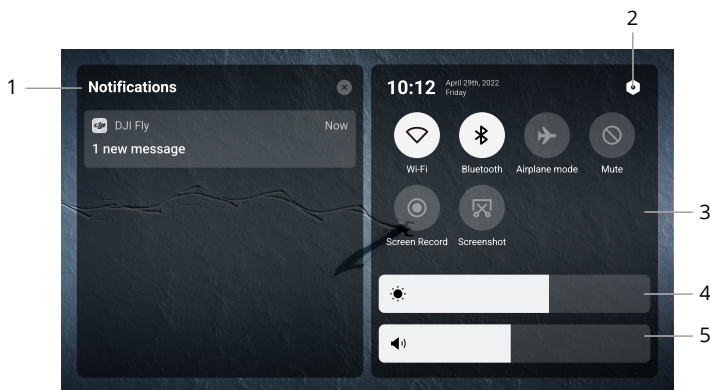 2
1
Notifications
10:12
April 29th, 2022
Friday
dji
DJI Fly
Now
1 new message
Wi-Fi
Bluetooth
Airplane mode
Mute
3
Screen Record
Screenshot
4
5